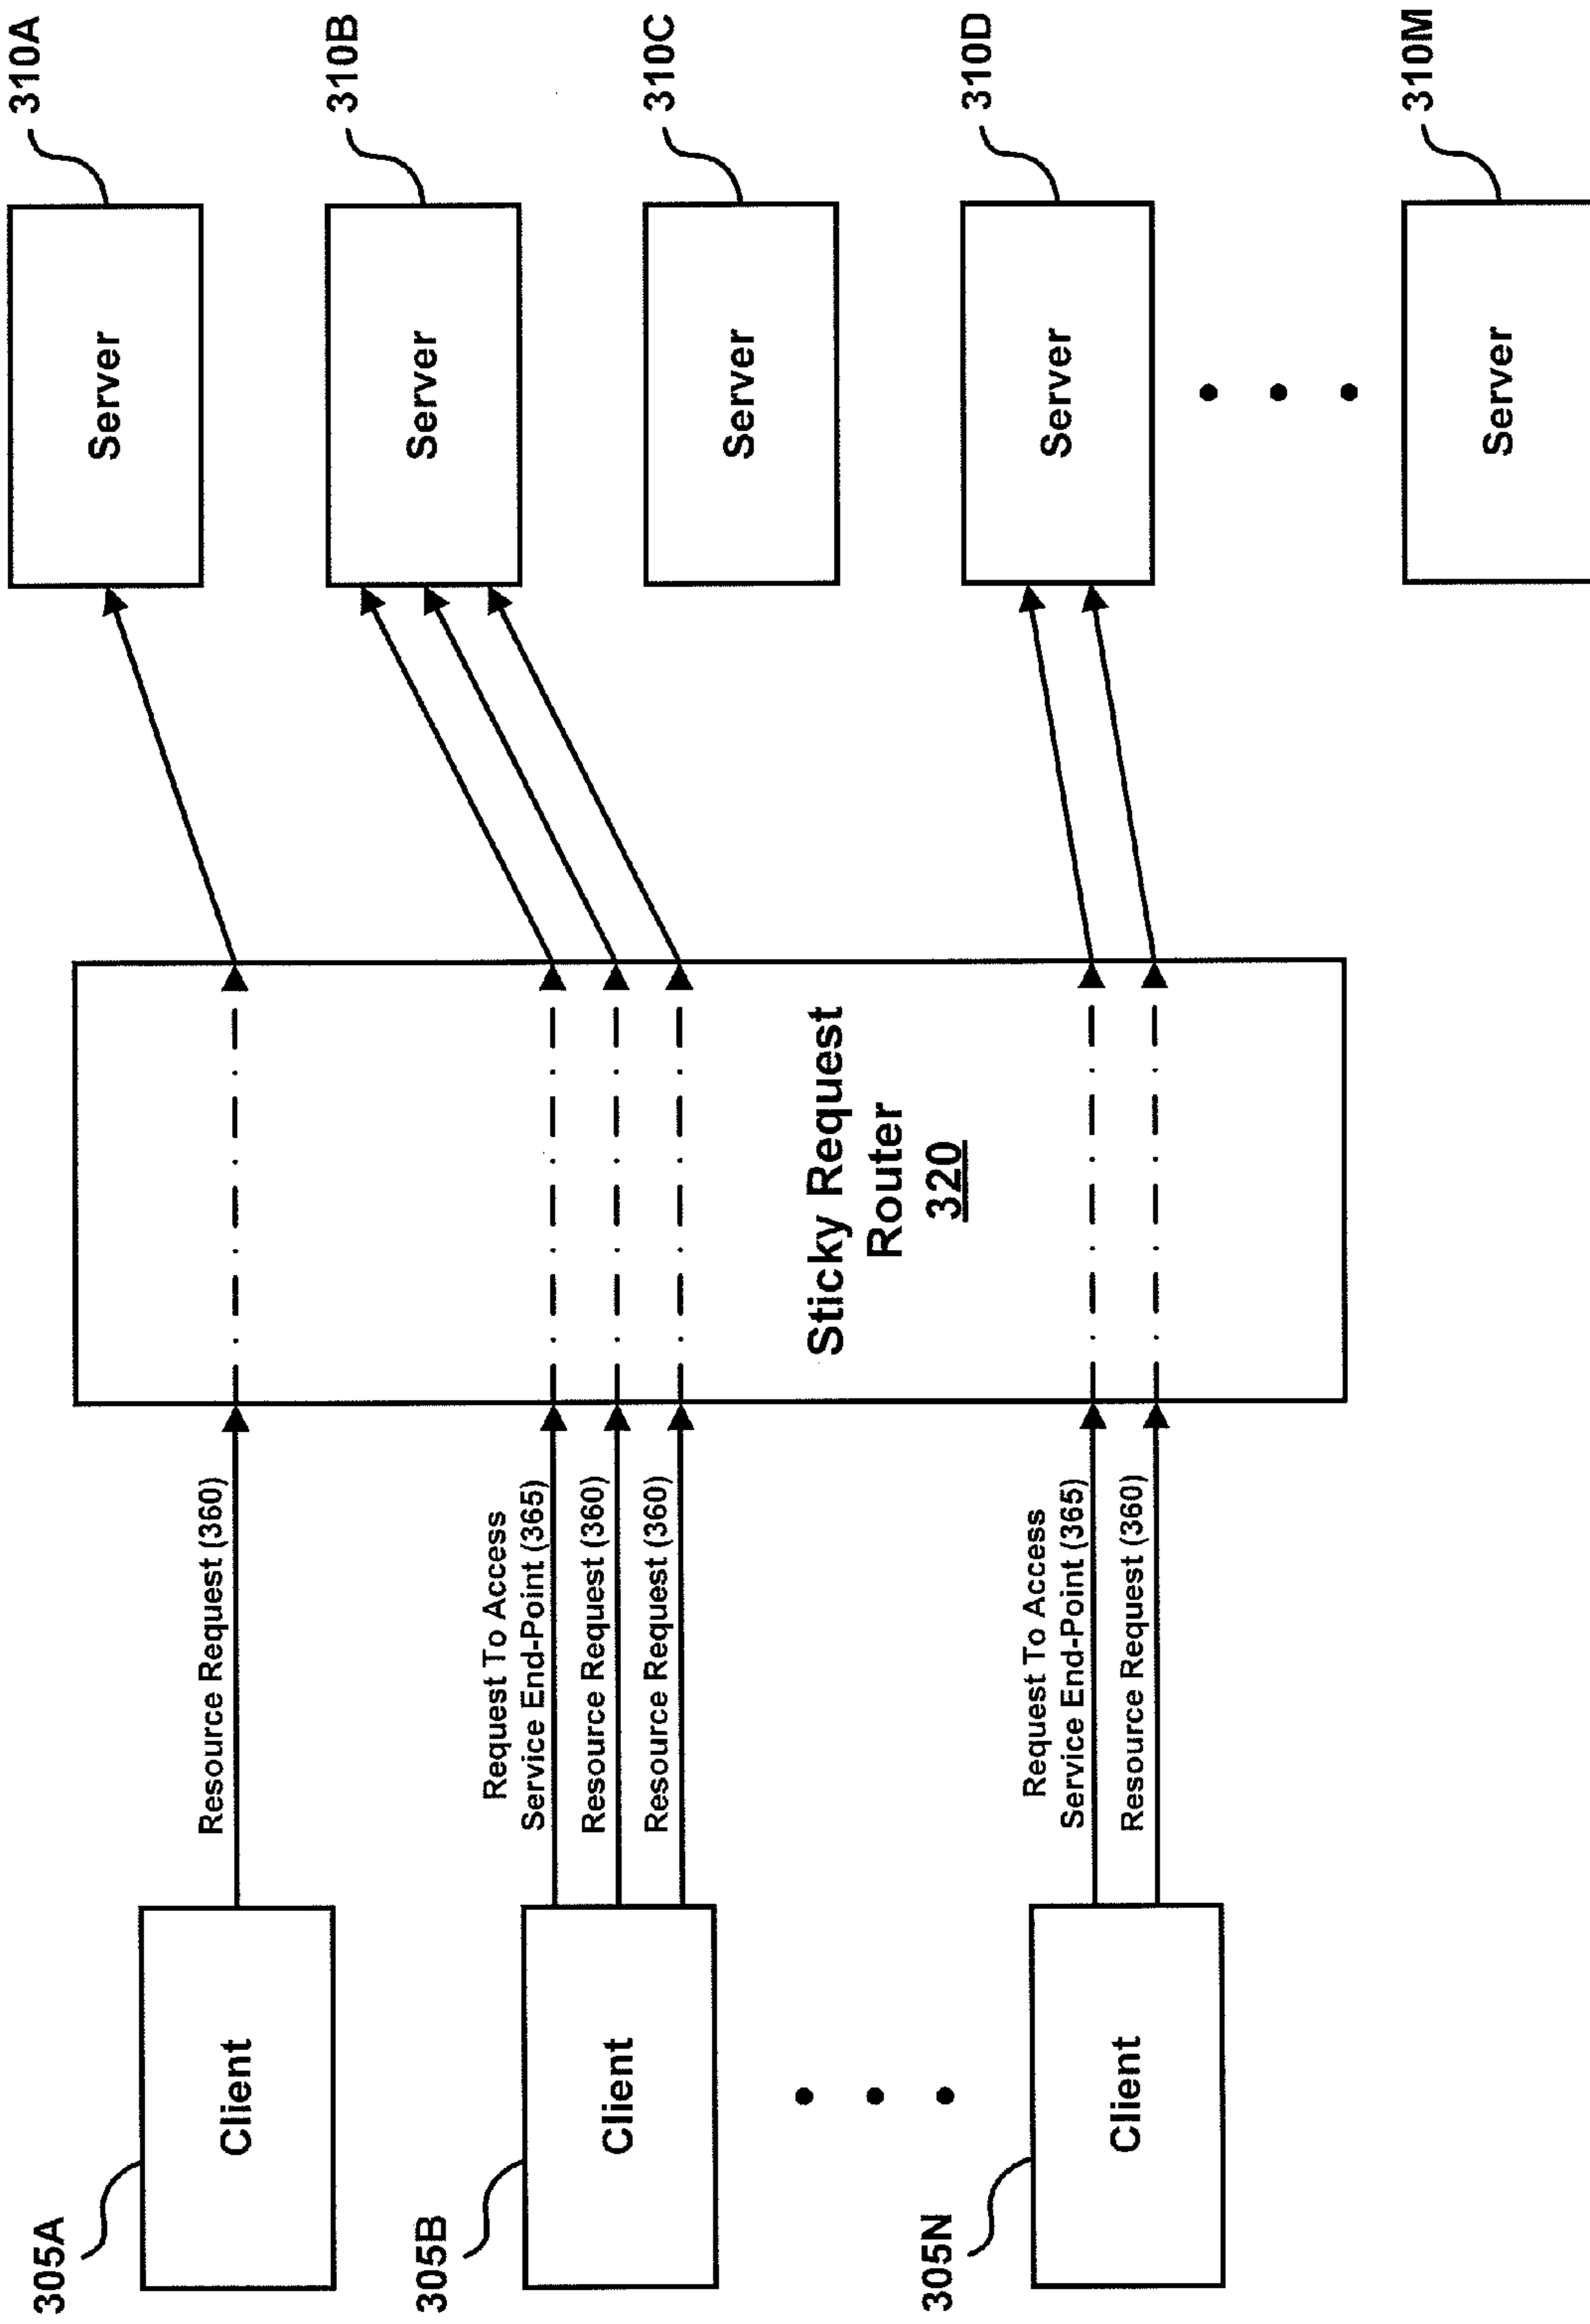 305A
Client
305B
Client
305N
Client
Resource Request (360)
Request To Access
Service End-Point (365)
Resource Request (360)
Resource Request (360)
Request To Access
Service End-Point (365)
Resource Request (360)
Sticky Request
Router
320
Server
310A
Server
310B
Server
310C
Server
310D
Server
310M